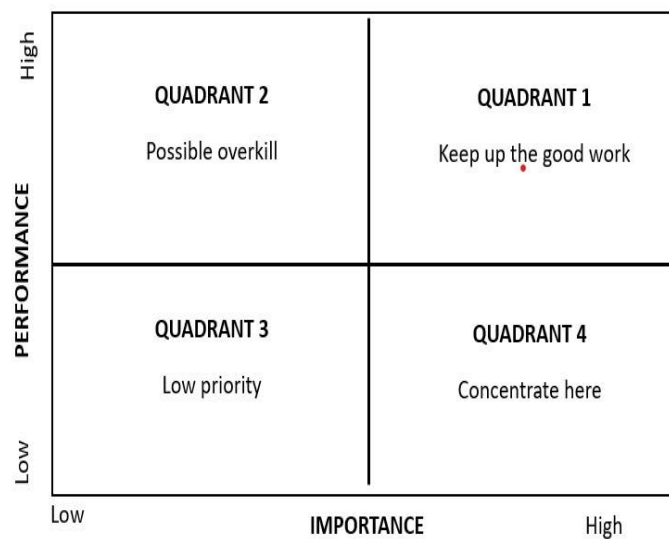 High
QUADRANT 2
QUADRANT 1
Possible overkill
Keep up the good work
PERFORMANCE
QUADRANT 3
QUADRANT 4
Low priority
Concentrate here
Low
Low
IMPORTANCE
High